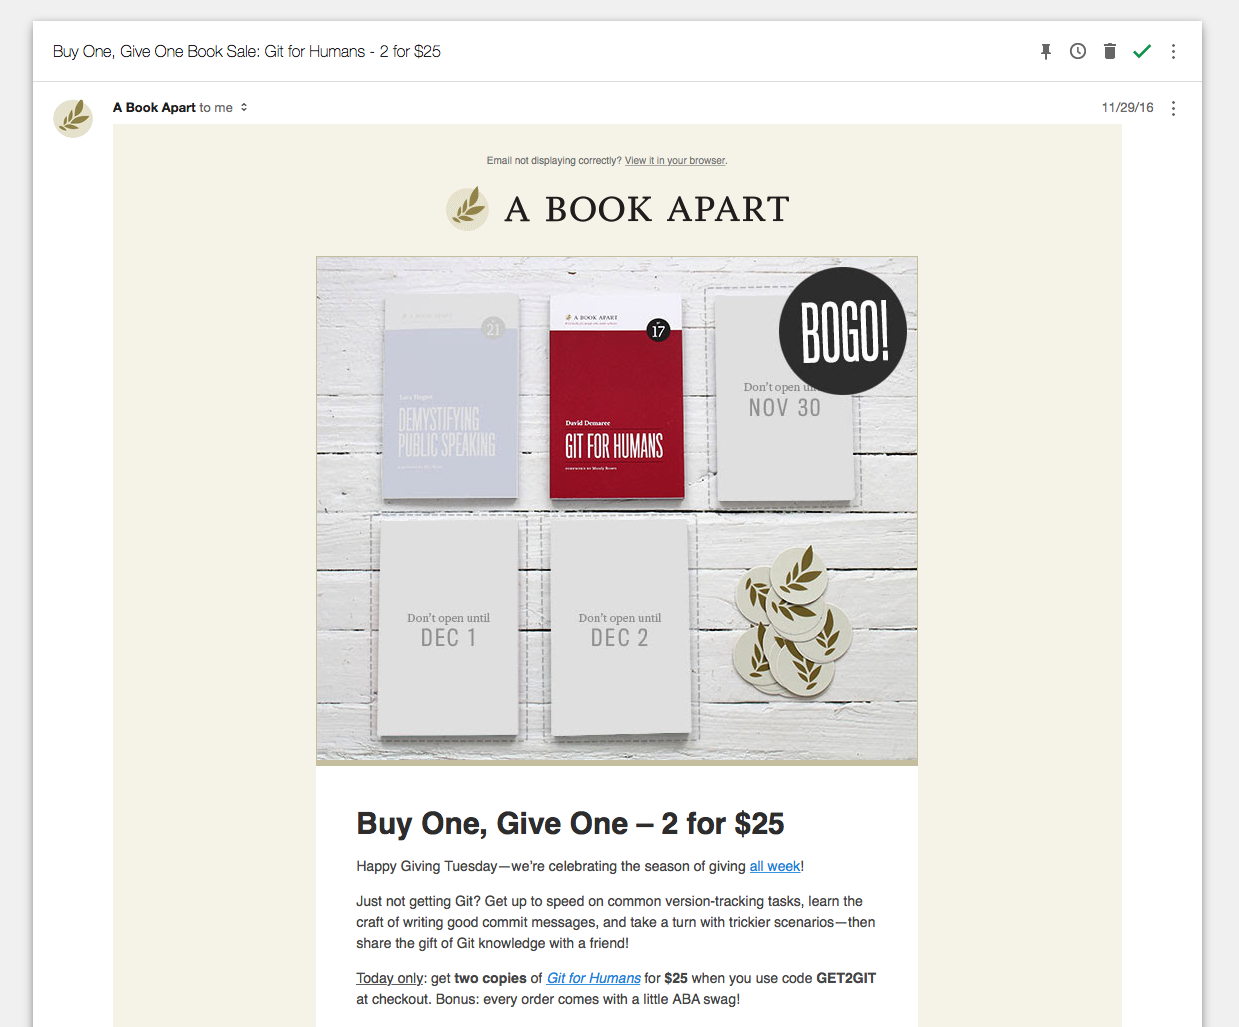 Buy One, Give One Book Sale: Git for Humans - 2 for $25
A Book Apart to me
11/29/16
Email not displaying correctly? View it in your browser.
A BOOK APART
BOGO!
21
DEMYSTIFYING
PUBLIC SPEAKING
A BOOK APART
17
David Demaree
GIT FOR HUMANS
FOREWORD BY Mandy Brown
Don't open un
NOV 30
Don't open until
DEC 1
Don't open until
DEC 2
Buy One, Give One – 2 for $25
Happy Giving Tuesday—we're celebrating the season of giving all week!
Just not getting Git? Get up to speed on common version-tracking tasks, learn the
craft of writing good commit messages, and take a turn with trickier scenarios—then
share the gift of Git knowledge with a friend!
Today only: get two copies of Git for Humans for $25 when you use code GET2GIT
at checkout. Bonus: every order comes with a little ABA swag!